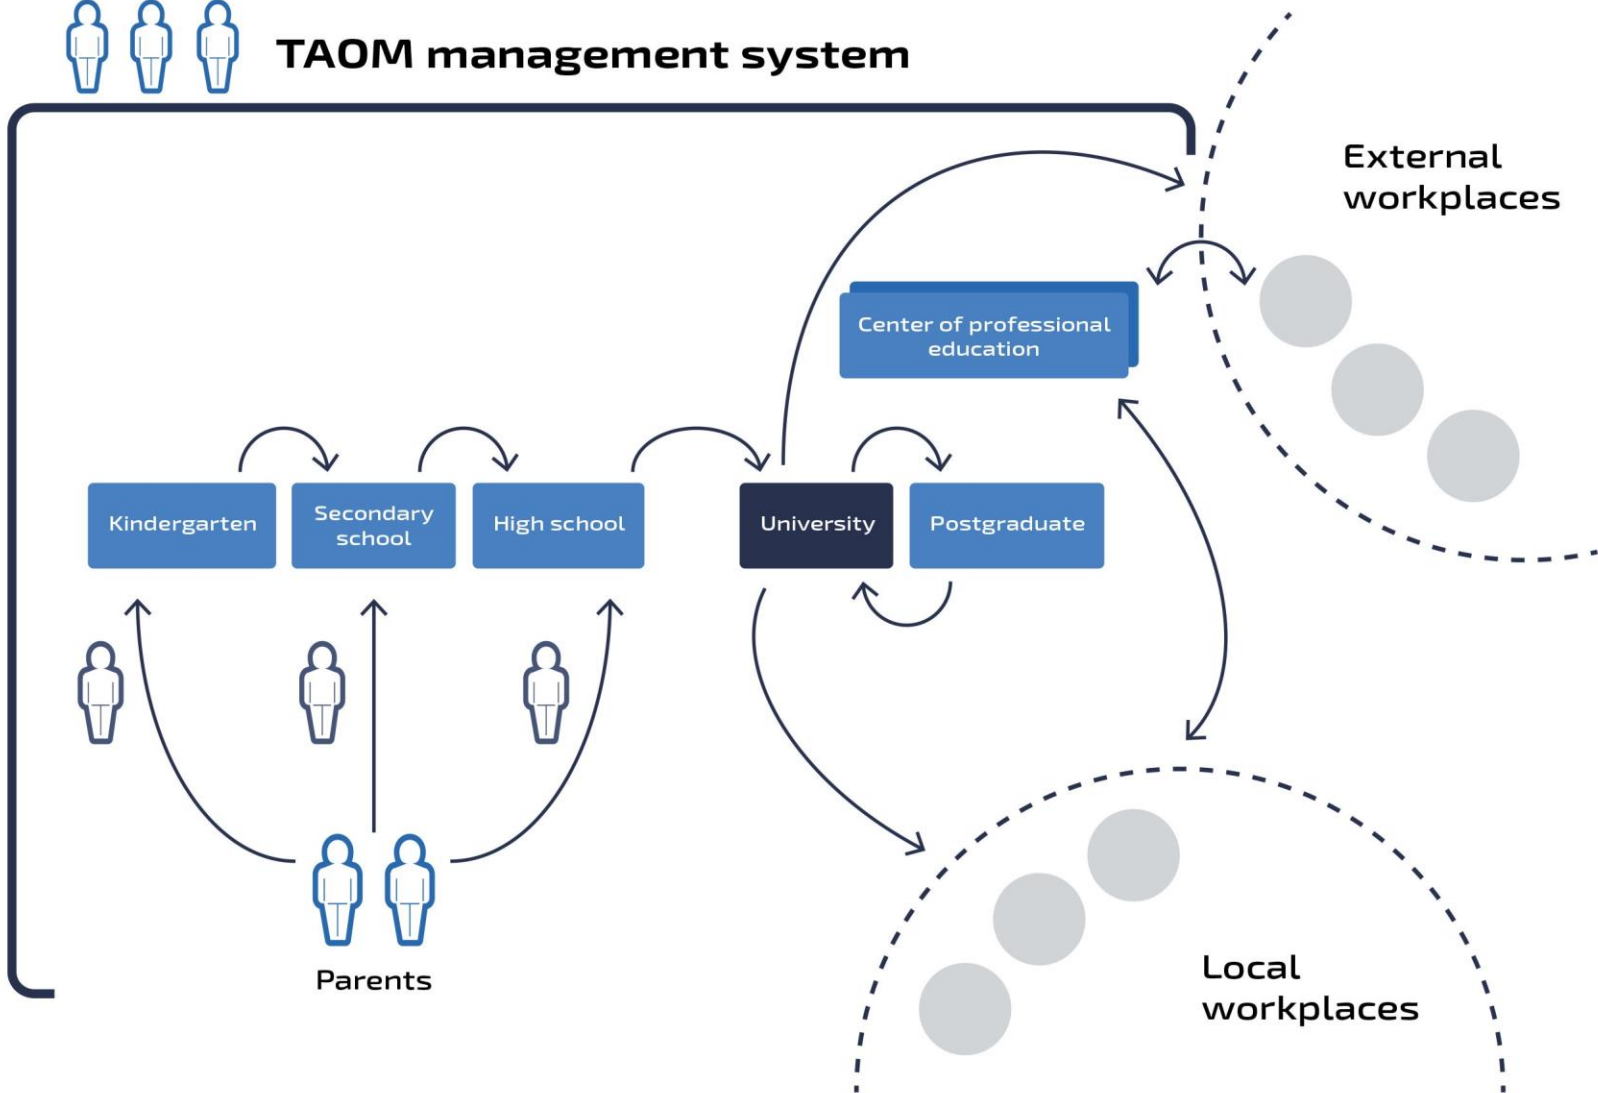 TAOM management system
External
workplaces
Center of professional
education
Kindergarten
Secondary
school
High school
University
Postgraduate
Parents
Local
workplaces